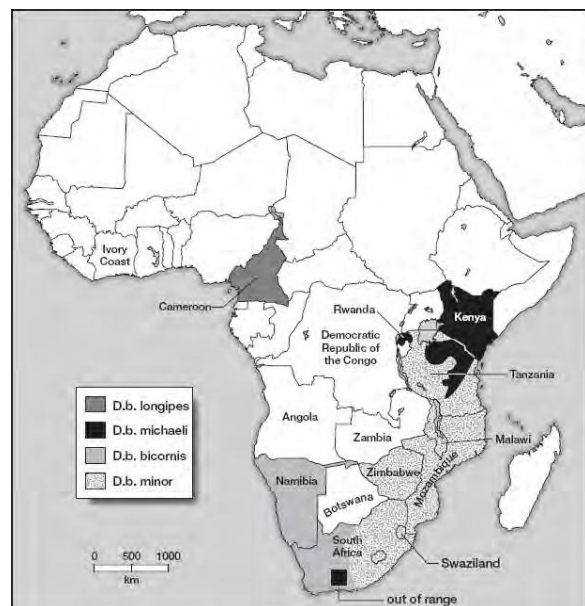 Ivory
Coast
Cameroon
Rwanda
Kenya
Democratic
Republic of
the Congo
Tanzania
D.b. longipes
D.b. michaeli
D.b. bicornis
D.b. minor
Angola
Zambia
Malawi
Mozambique
Zimbabwe
Namibia
Botswana
South
Africa
Swaziland
0 500 1000
km
out of range